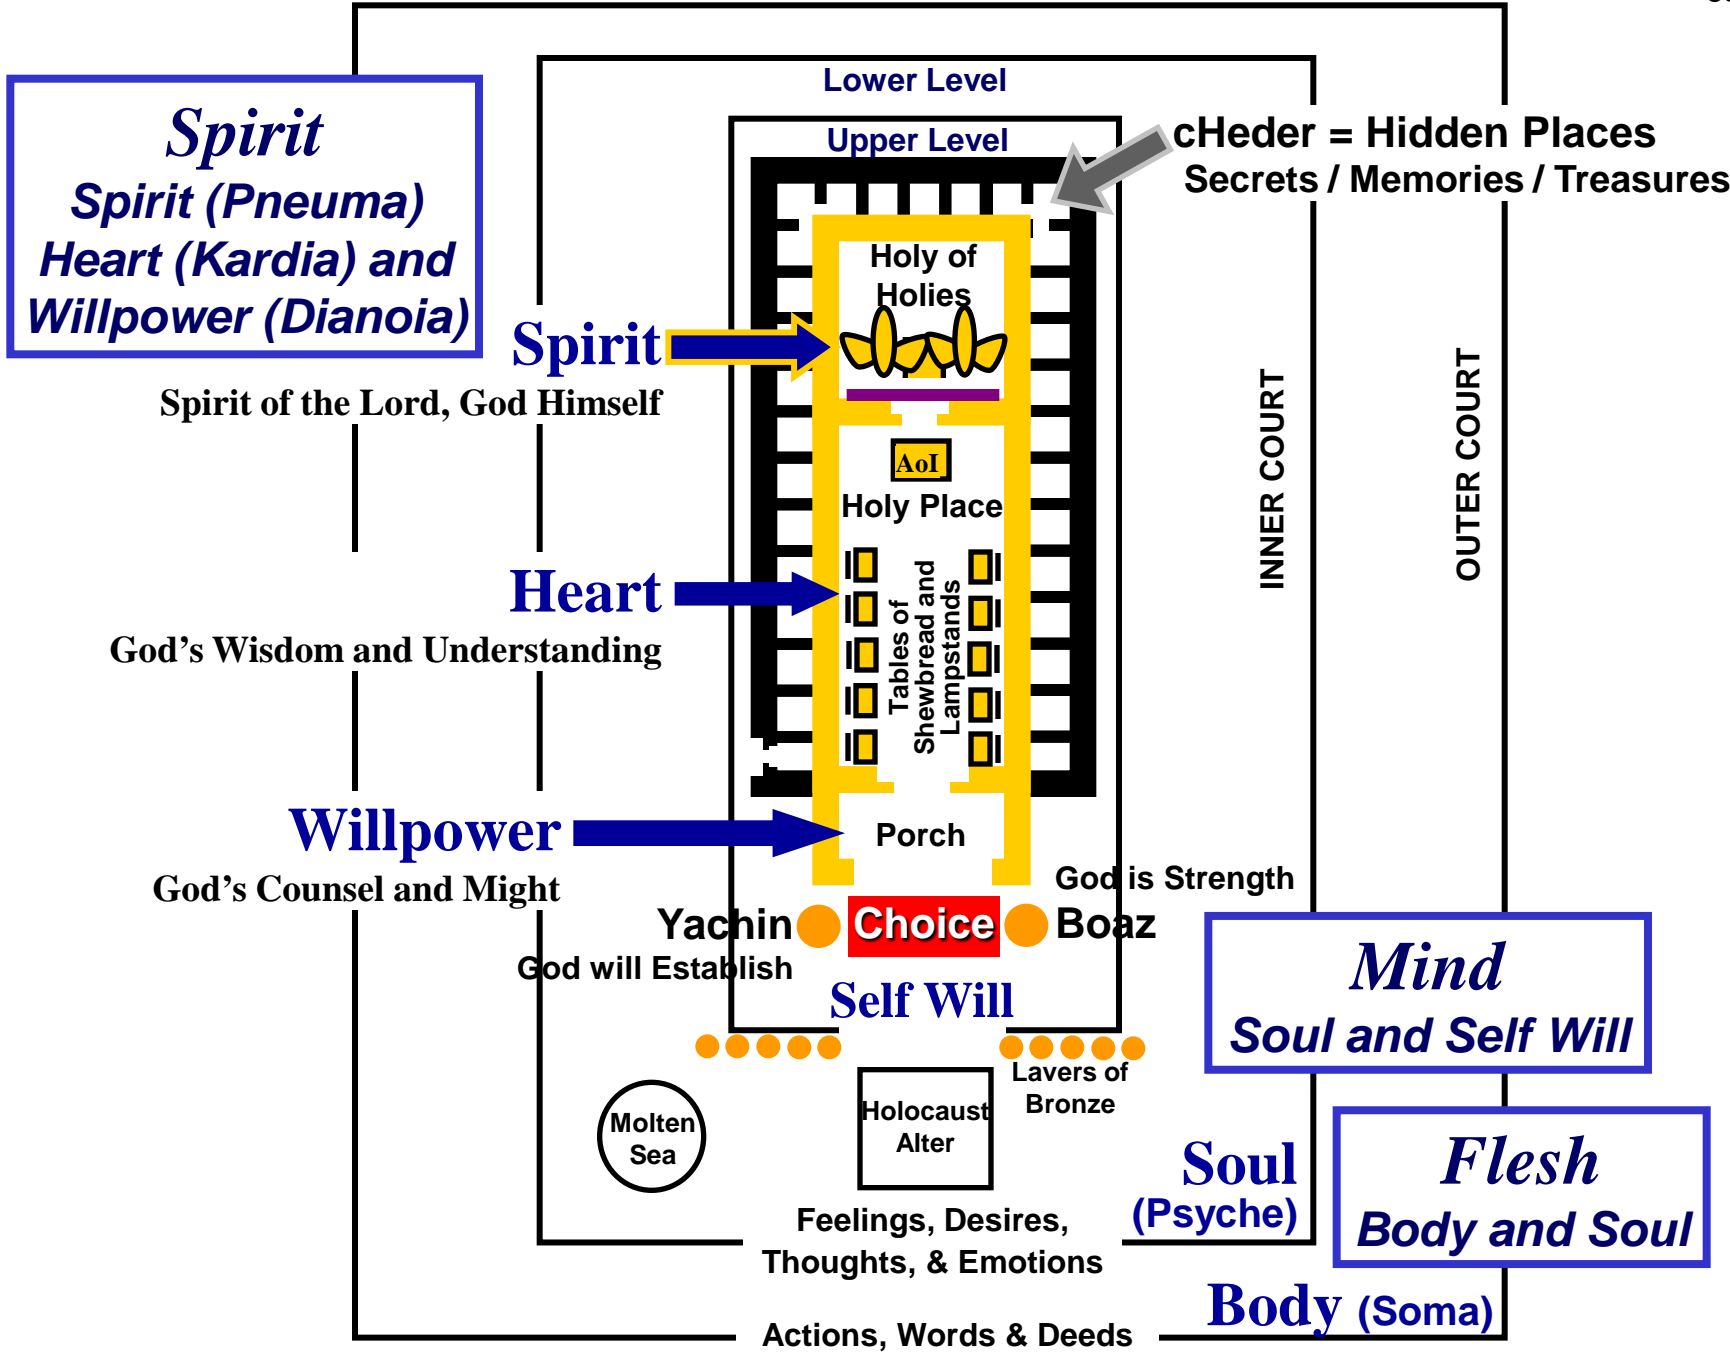 Lower Level
Upper Level
Spirit
Spirit (Pneuma)
Heart (Kardia) and
Willpower (Dianoia)
cHeder = Hidden Places
Secrets / Memories / Treasures
Holy of
Holies
Spirit
Spirit of the Lord, God Himself
AoI
Holy Place
INNER COURT
OUTER COURT
Heart
God’s Wisdom and Understanding
Tables of
Shewbread and
Lampstands
Willpower
God’s Counsel and Might
Porch
God is Strength
Yachin
Choice
Boaz
God will Establish
Self Will
Mind
Soul and Self Will
Lavers of
Bronze
Molten
Sea
Holocaust
Alter
Flesh
Body and Soul
Soul
(Psyche)
Feelings, Desires,
Thoughts, & Emotions
Body (Soma)
Actions, Words & Deeds